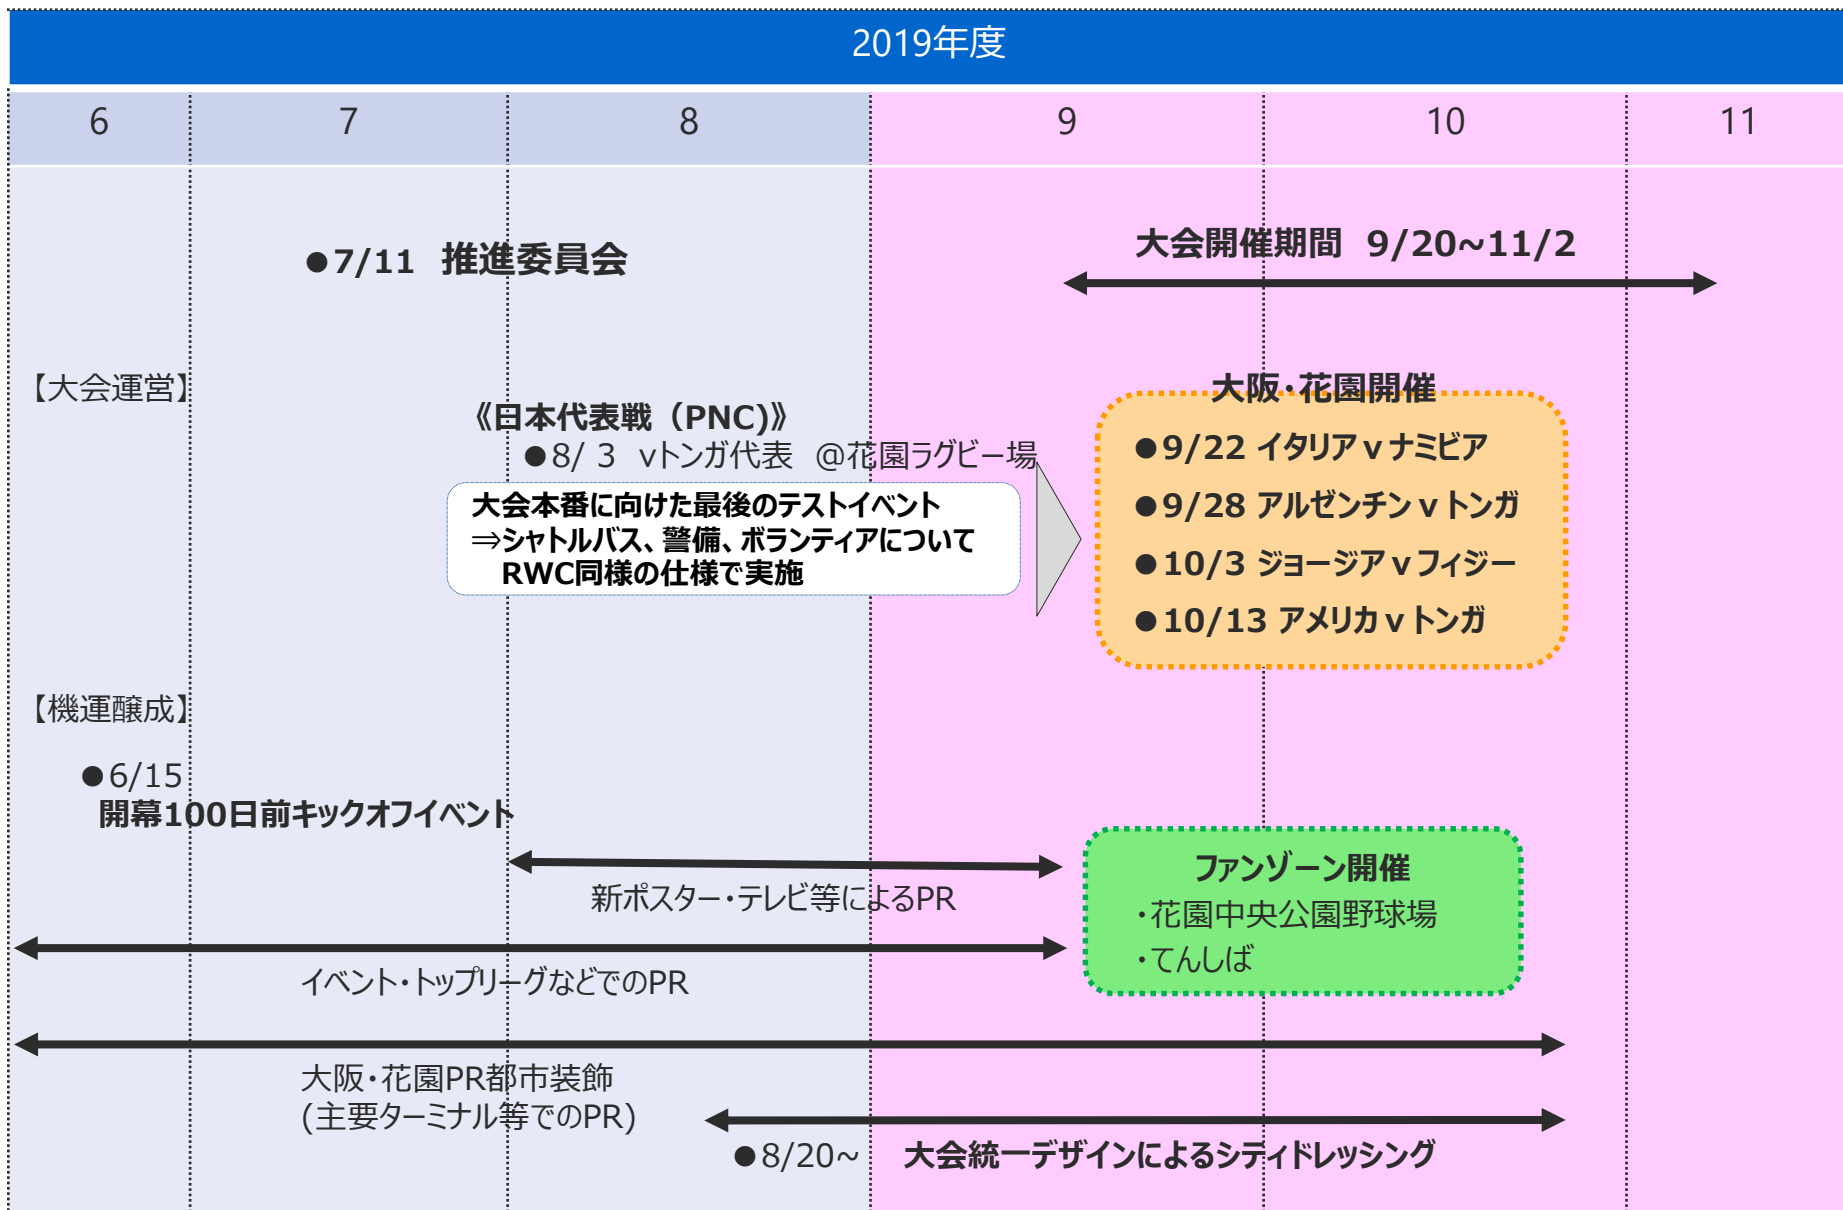 2019年度
6 7 8 9 10 11
●7/11 推進委員会
大会開催期間 9/20~11/2
【大会運営】
《日本代表戦（PNC)》
●8/ 3 vトンガ代表 @花園ラグビー場
大会本番に向けた最後のテストイベント
⇒シャトルバス、警備、ボランティアについて
RWC同様の仕様で実施
大阪・花園開催
●9/22 イタリア v ナミビア
●9/28 アルゼンチン v トンガ
●10/3 ジョージア v フィジー
●10/13 アメリカ v トンガ
【機運醸成】
●6/15
開幕100日前キックオフイベント
新ポスター・テレビ等によるPR
ファンゾーン開催
・花園中央公園野球場
・てんしば
イベント・トップリーグなどでのPR
大阪・花園PR都市装飾
(主要ターミナル等でのPR)
●8/20~ 大会統一デザインによるシティドレッシング